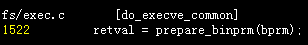 fs/exec.c [do_execve_common]
1522 retval = prepare_binprm(bprm);